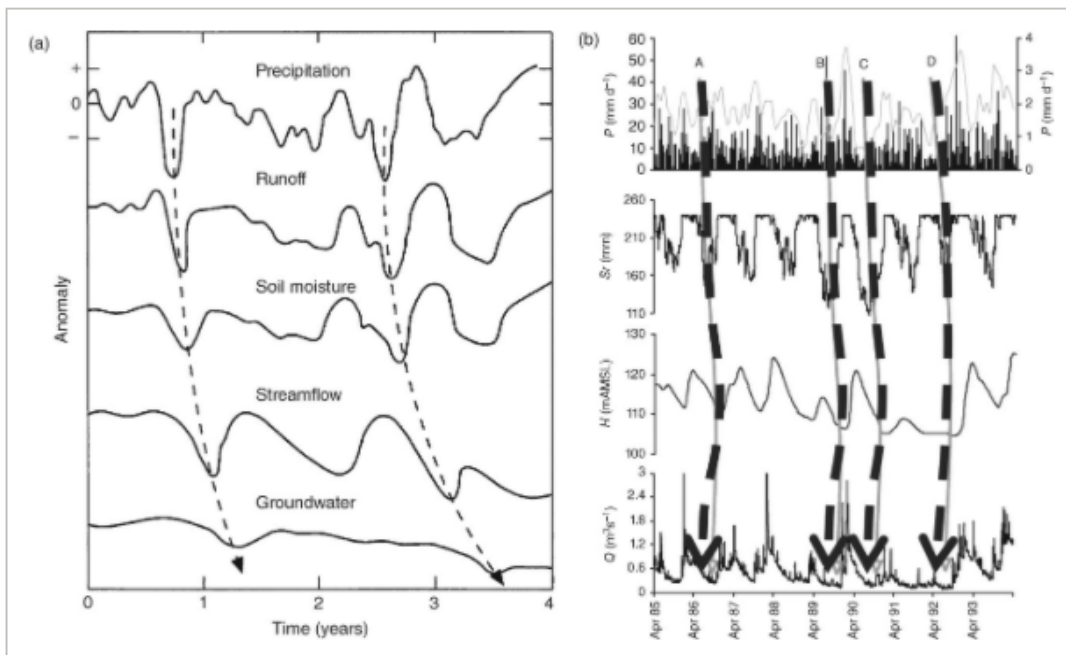 (a)
Precipitation
+
0
−
Runoff
Soil moisture
Anomaly
Streamflow
Groundwater
0
1
2
3
4
Time (years)
(b)
A
B
C
D
60
50
40
30
20
10
0
P (mm d⁻¹)
4
3
2
1
0
P (mm d⁻¹)
260
210
160
110
Sr (mm)
130
120
110
100
H (mAMSl.)
3
2.4
1.8
1.2
0.6
0
Q (m³s⁻¹)
Apr 85
Apr 86
Apr 87
Apr 88
Apr 89
Apr 90
Apr 91
Apr 92
Apr 93